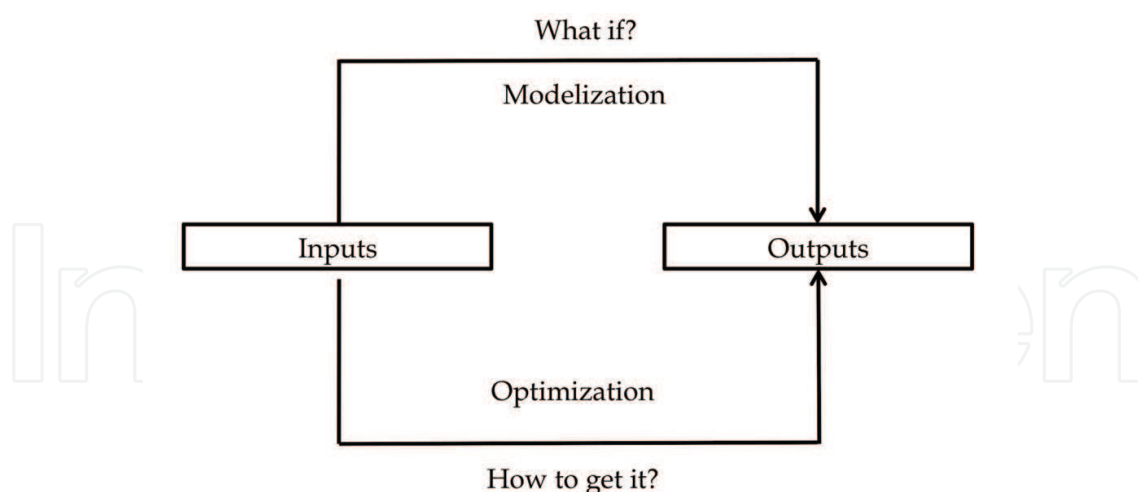 What if?
Modelization
Inputs
Outputs
Optimization
How to get it?